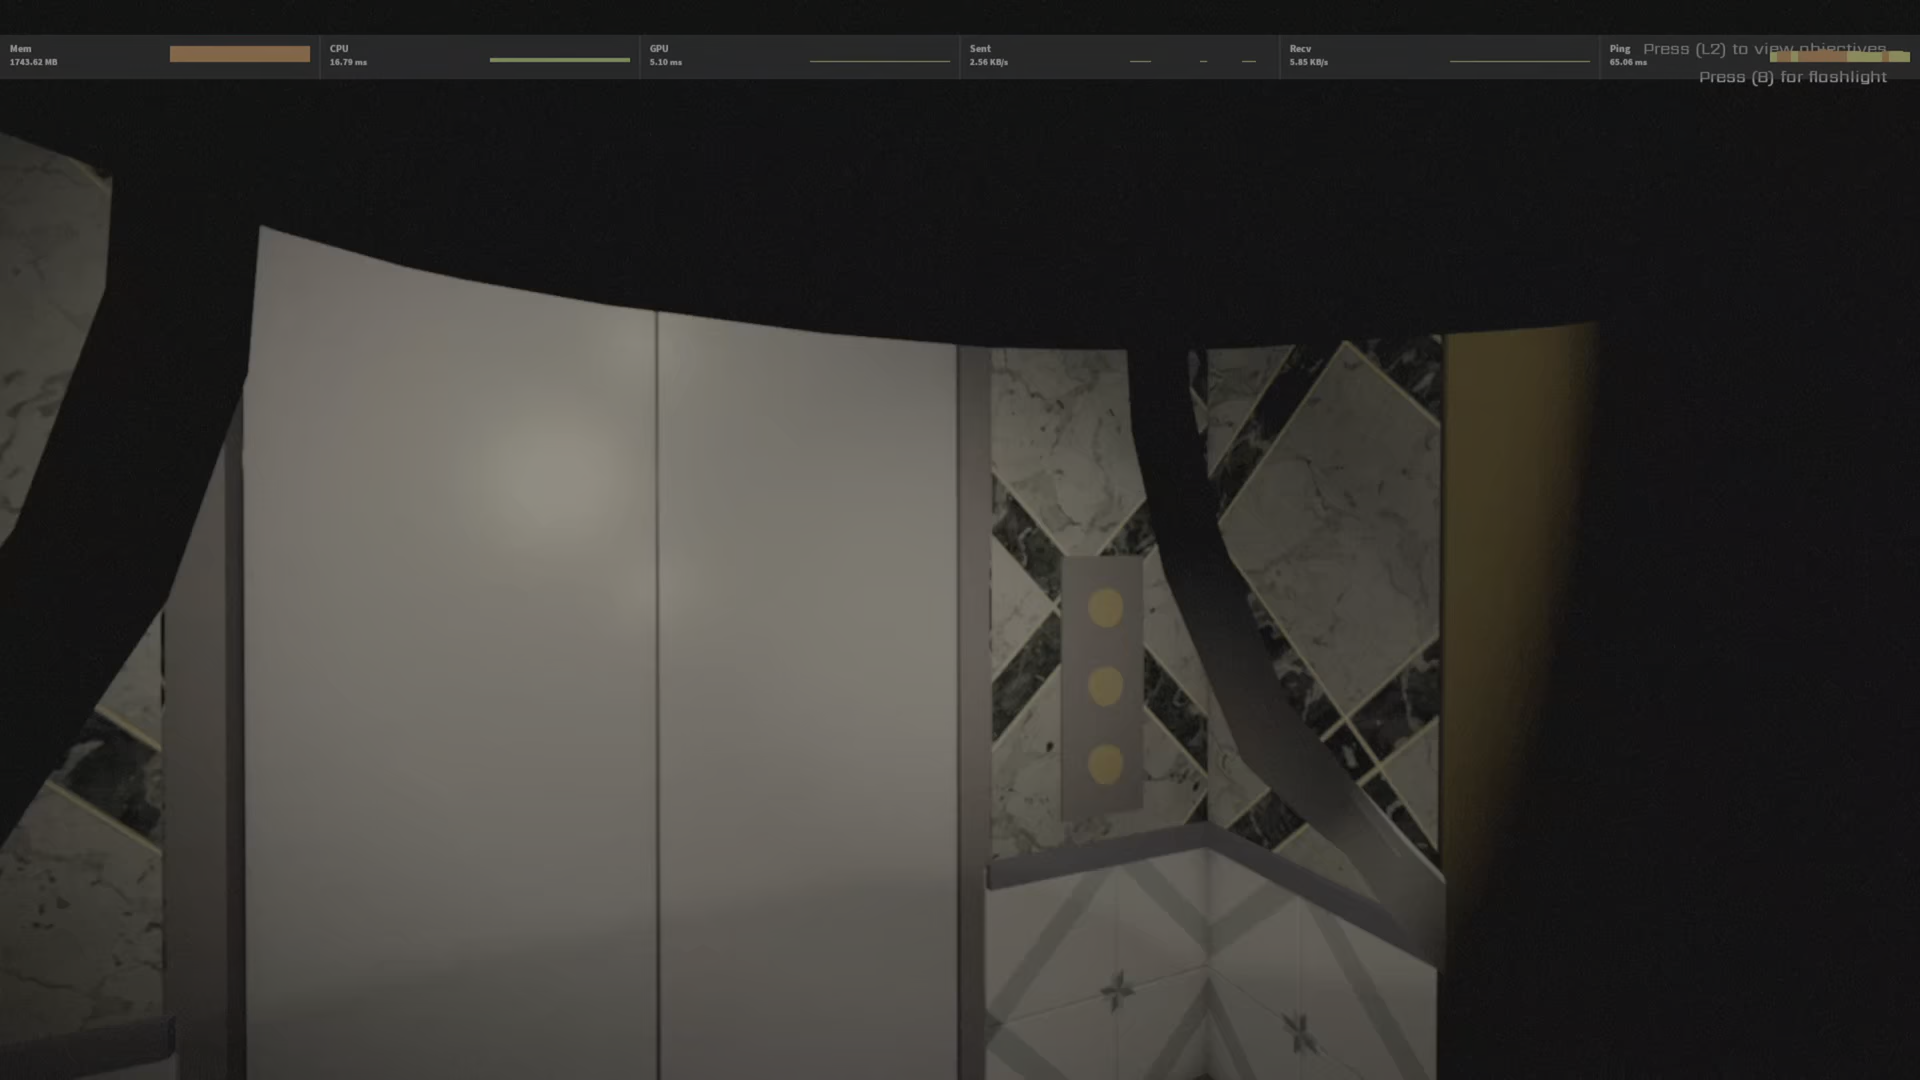 Mem
1743.62 MB
CPU
16.79 ms
GPU
5.10 ms
Sent
2.56 KB/s
Recv
5.85 KB/s
Ping
65.06 ms
Press (L2) to view objectives
Press (B) for flashlight